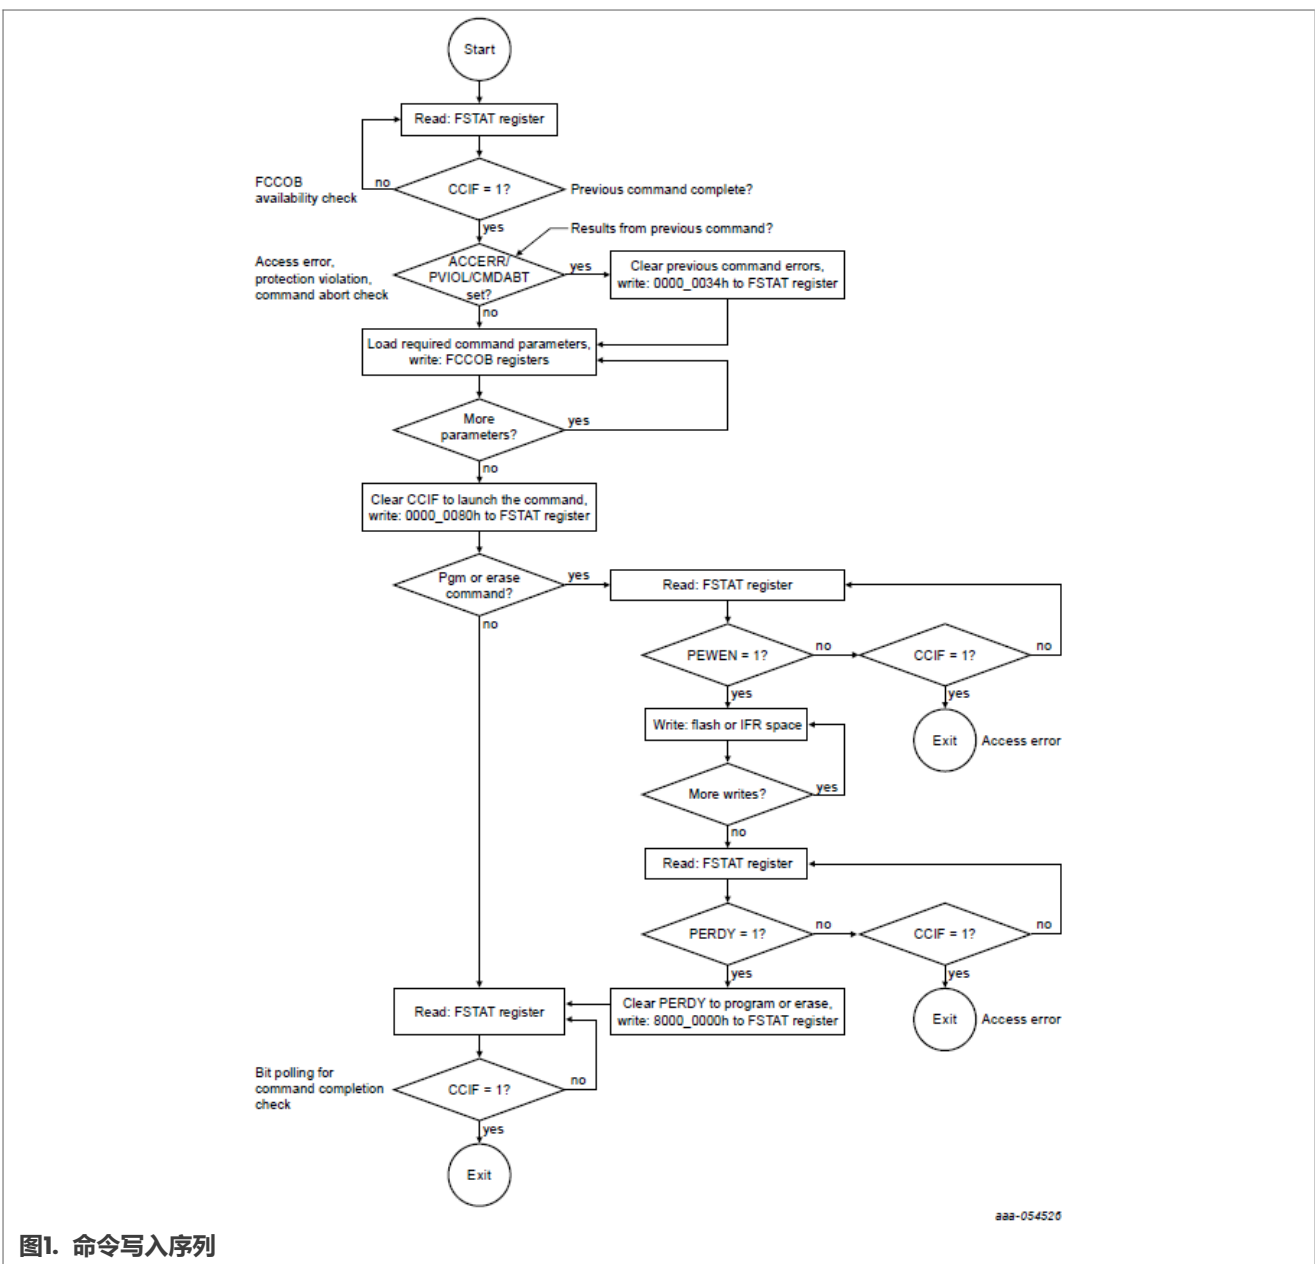 Start
Read: FSTAT register
FCCOB
availability check
no
CCIF = 1?
Previous command complete?
yes
Results from previous command?
Access error,
protection violation,
command abort check
ACCERR/
PVIOL/CMDABT
set?
yes
Clear previous command errors,
write: 0000_0034h to FSTAT register
no
Load required command parameters,
write: FCCOB registers
More
parameters?
yes
no
Clear CCIF to launch the command,
write: 0000_0080h to FSTAT register
Pgm or erase
command?
yes
Read: FSTAT register
no
PEWEN = 1?
no
CCIF = 1?
no
yes
yes
Write: flash or IFR space
Exit
Access error
More writes?
yes
no
Read: FSTAT register
PERDY = 1?
no
CCIF = 1?
no
yes
yes
Read: FSTAT register
Clear PERDY to program or erase,
write: 8000_0000h to FSTAT register
Exit
Access error
Bit polling for
command completion
check
CCIF = 1?
no
yes
Exit
aaa-054526
图1. 命令写入序列